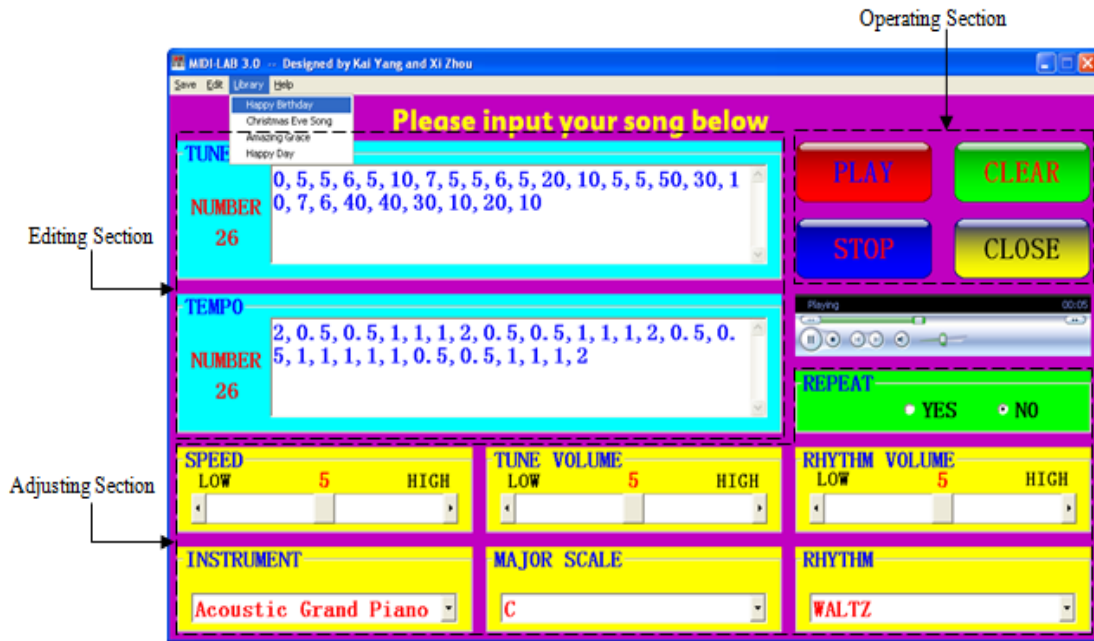 Operating Section
MIDI-LAB 3.0 -- Designed by Kai Yang and Xi Zhou
Save Edit Library Help
Happy Birthday
Christmas Eve Song
Amazing Grace
Happy Day
Please input your song below
TUNE
NUMBER
26
0, 5, 5, 6, 5, 10, 7, 5, 5, 6, 5, 20, 10, 5, 5, 50, 30, 1
0, 7, 6, 40, 40, 30, 10, 20, 10
PLAY
CLEAR
STOP
CLOSE
Editing Section
TEMPO
NUMBER
26
2, 0.5, 0.5, 1, 1, 1, 2, 0.5, 0.5, 1, 1, 1, 2, 0.5, 0.
5, 1, 1, 1, 1, 1, 0.5, 0.5, 1, 1, 1, 2
Playing 00:05
REPEAT
YES NO
Adjusting Section
SPEED
LOW 5 HIGH
TUNE VOLUME
LOW 5 HIGH
RHYTHM VOLUME
LOW 5 HIGH
INSTRUMENT
Acoustic Grand Piano
MAJOR SCALE
C
RHYTHM
WALTZ